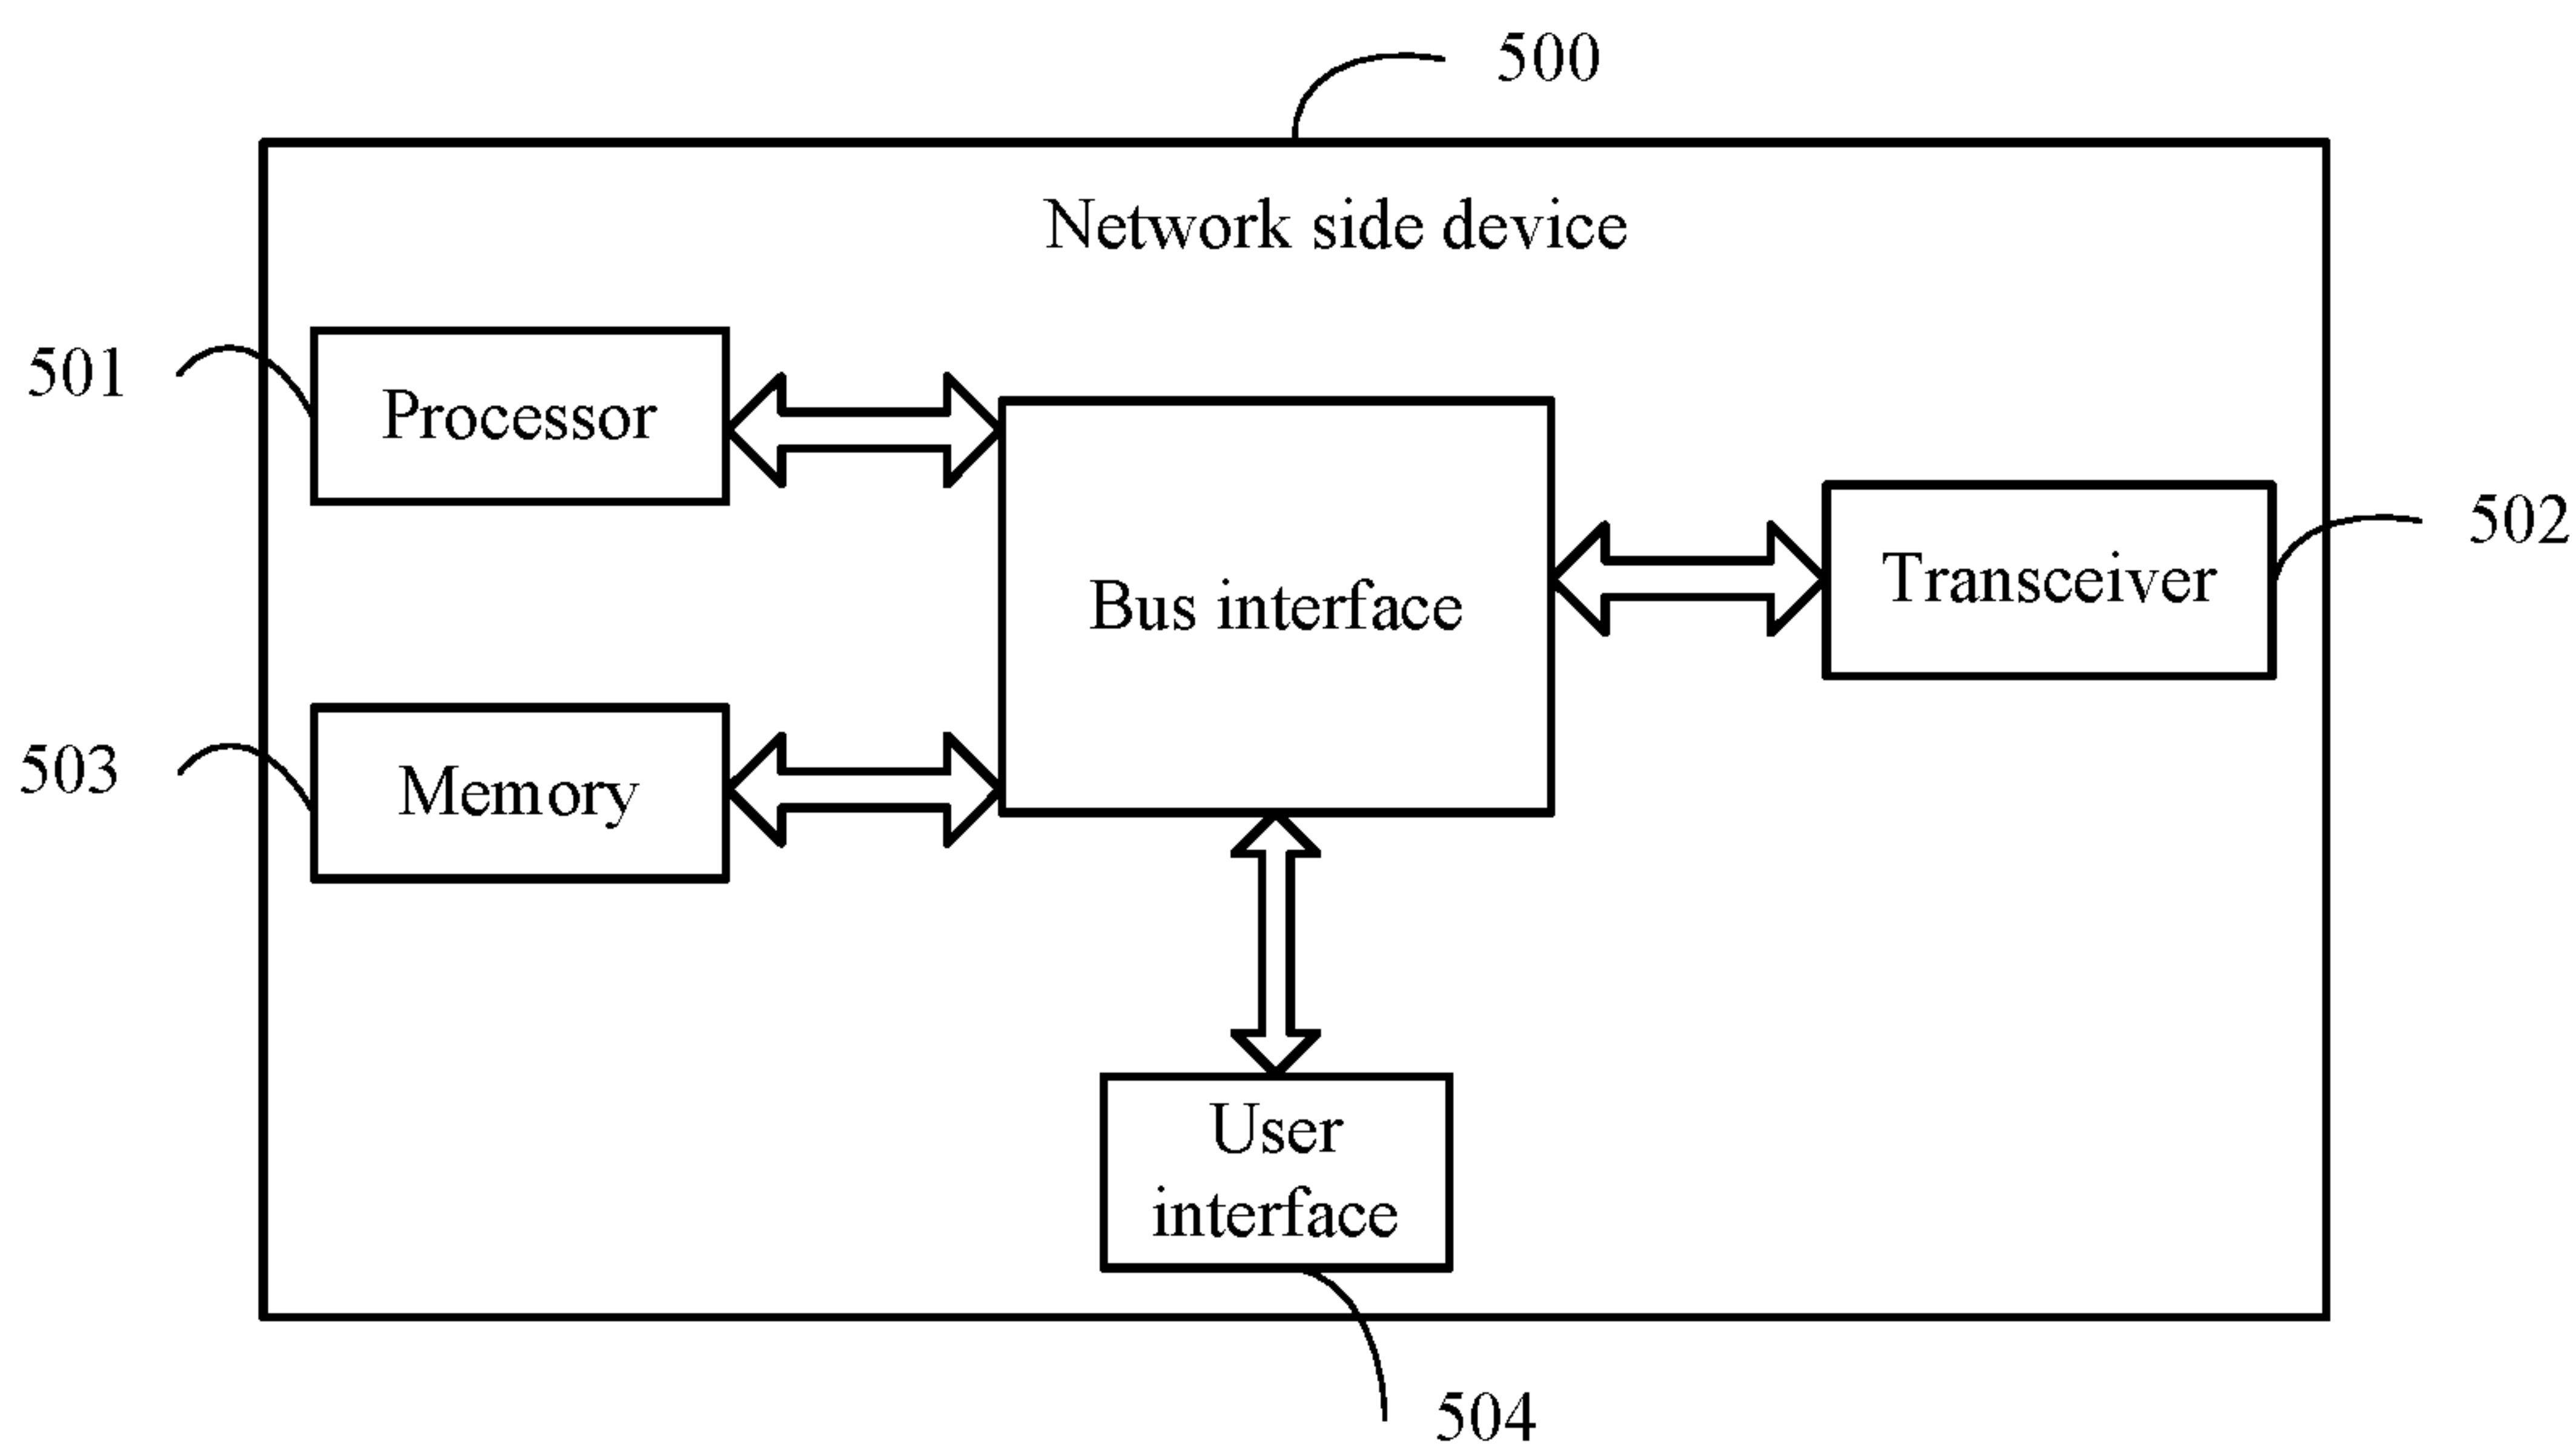 500
Network side device
501
Processor
Bus interface
Transceiver
502
503
Memory
User
interface
504